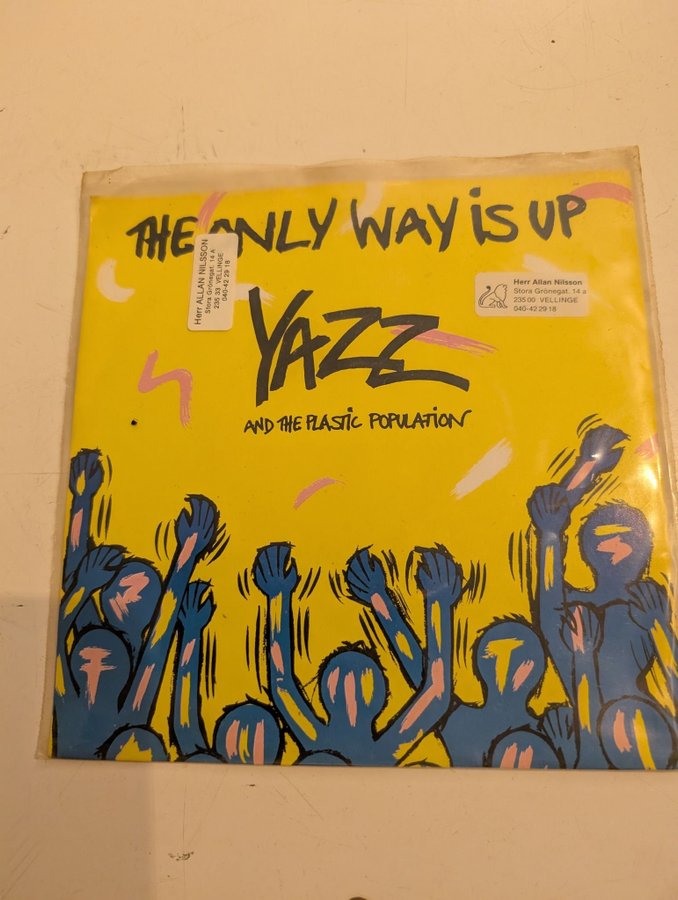 THE ONLY WAY IS UP
Herr ALLAN NILSSON
Stora Grönegat. 14 A
235 33 VELLINGE
040-42 29 18
Herr Allan Nilsson
Stora Grönegat. 14 a
235 00 VELLINGE
040-42 29 18
YAZZ
AND THE PLASTIC POPULATION